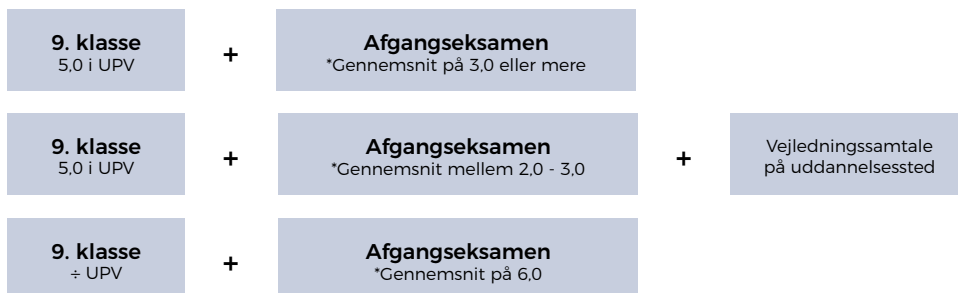 9. klasse
5,0 i UPV
+
Afgangseksamen
*Gennemsnit på 3,0 eller mere
9. klasse
5,0 i UPV
+
Afgangseksamen
*Gennemsnit mellem 2,0 - 3,0
+
Vejledningssamtale
på uddannelsessted
9. klasse
÷ UPV
+
Afgangseksamen
*Gennemsnit på 6,0